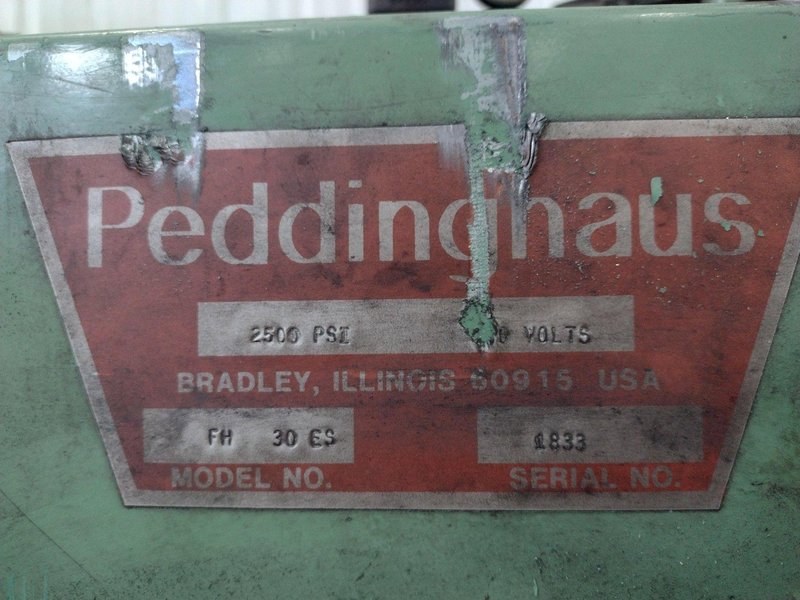 Peddinghaus
2500 PSI VOLTS
BRADLEY, ILLINOIS 60915 USA
FH 30 ES 1833
MODEL NO. SERIAL NO.